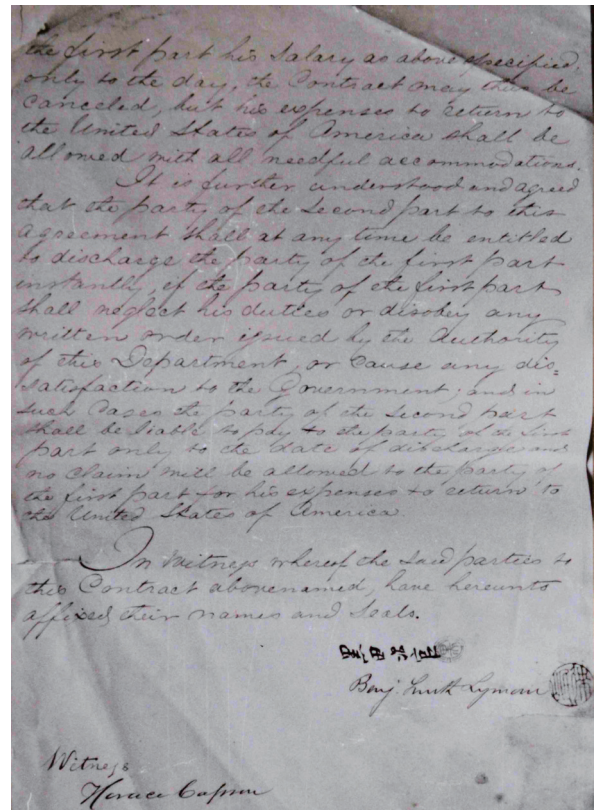 the first part his Salary as above specified,
only to the day, the Contract may then be
canceled, but his expenses to return to
the United States of America shall be
allowed with all needful accommodations.
It is further understood and agreed
that the party of the Second part to this
agreement shall at any time be entitled
to discharge the party of the first part
instantly, if the party of the first part
shall neglect his duties or disobey any
written order issued by the Authority
of this Department, or cause any dis=
satisfaction to the Government; and in
such Cases the party of the Second part
shall be liable to pay to the party of the first
part only to the date of discharge and
no claim will be allowed to the party of
the first part for his expenses to return to
the United States of America.
In Witness whereof the said parties to
this Contract abovenamed, have hereunto
affixed their names and Seals.
黒田清隆
Benj. Smith Lyman
Witness
Horace Capron